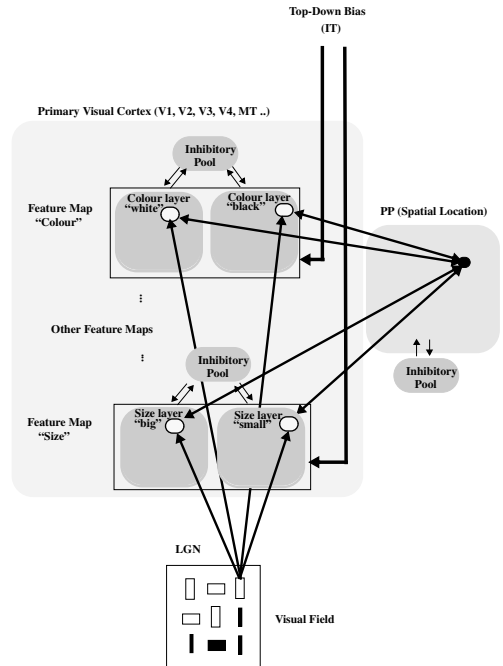 Top-Down Bias
(IT)
Primary Visual Cortex (V1, V2, V3, V4, MT ..)
Inhibitory
Pool
Feature Map
“Colour”
Colour layer
“white”
Colour layer
“black”
PP (Spatial Location)
...
Other Feature Maps
...
Inhibitory
Pool
Inhibitory
Pool
Feature Map
“Size”
Size layer
“big”
Size layer
“small”
LGN
Visual Field